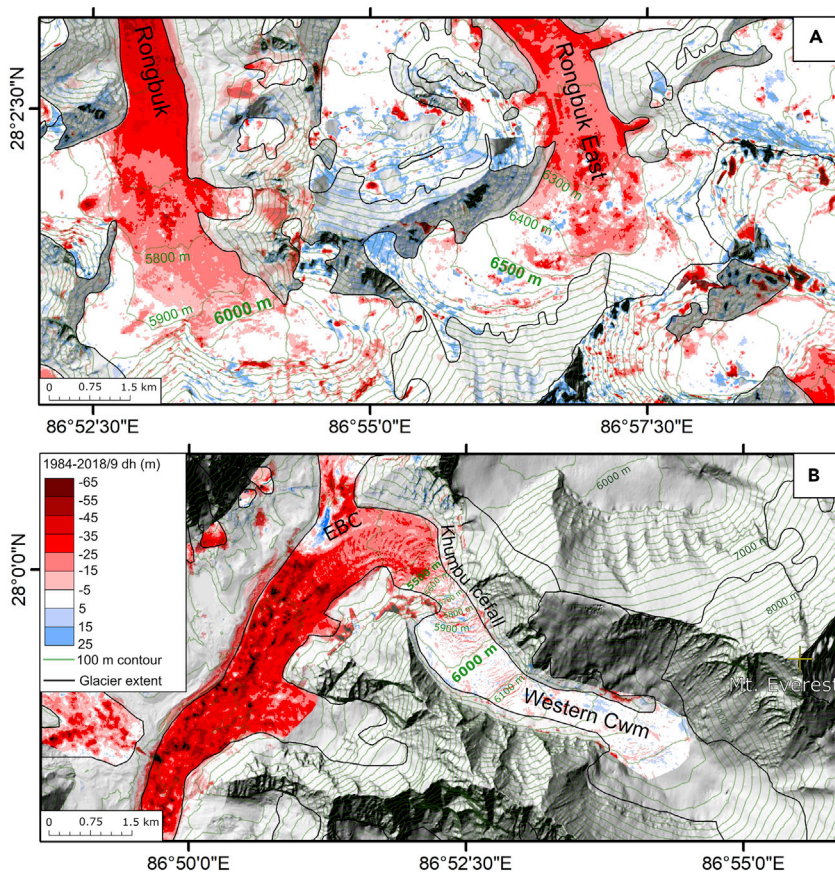 A
Rongbuk
Rongbuk East
28°2'30"N
6300 m
6400 m
6500 m
5800 m
5900 m
6000 m
0 0.75 1.5 km
86°52'30"E 86°55'0"E 86°57'30"E
B
1984-2018/9 dh (m)
-65
-55
-45
-35
-25
-15
-5
5
15
25
100 m contour
Glacier extent
EBC
Khumbu Icefall
6000 m
7000 m
8000 m
28°0'0"N
5500 m
5800 m
5900 m
6000 m
6100 m
Western Cwm
Mt. Everest
0 0.75 1.5 km
86°50'0"E 86°52'30"E 86°55'0"E